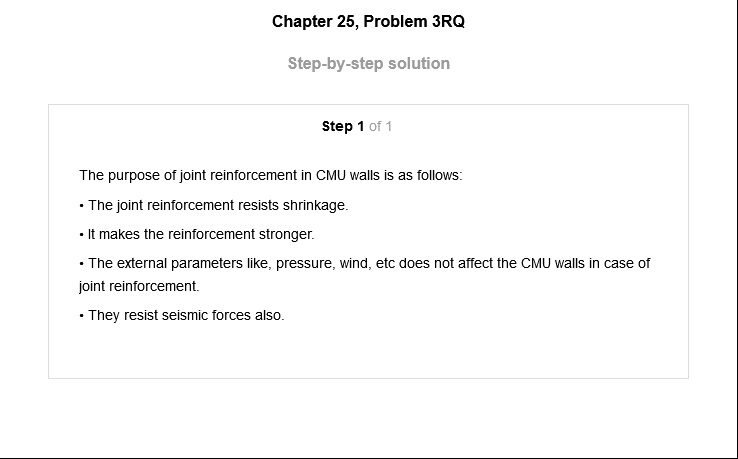 Chapter 25, Problem 3RQ
Step-by-step solution
Step 1 of 1
The purpose of joint reinforcement in CMU walls is as follows:
• The joint reinforcement resists shrinkage.
• It makes the reinforcement stronger.
• The external parameters like, pressure, wind, etc does not affect the CMU walls in case of
joint reinforcement.
• They resist seismic forces also.